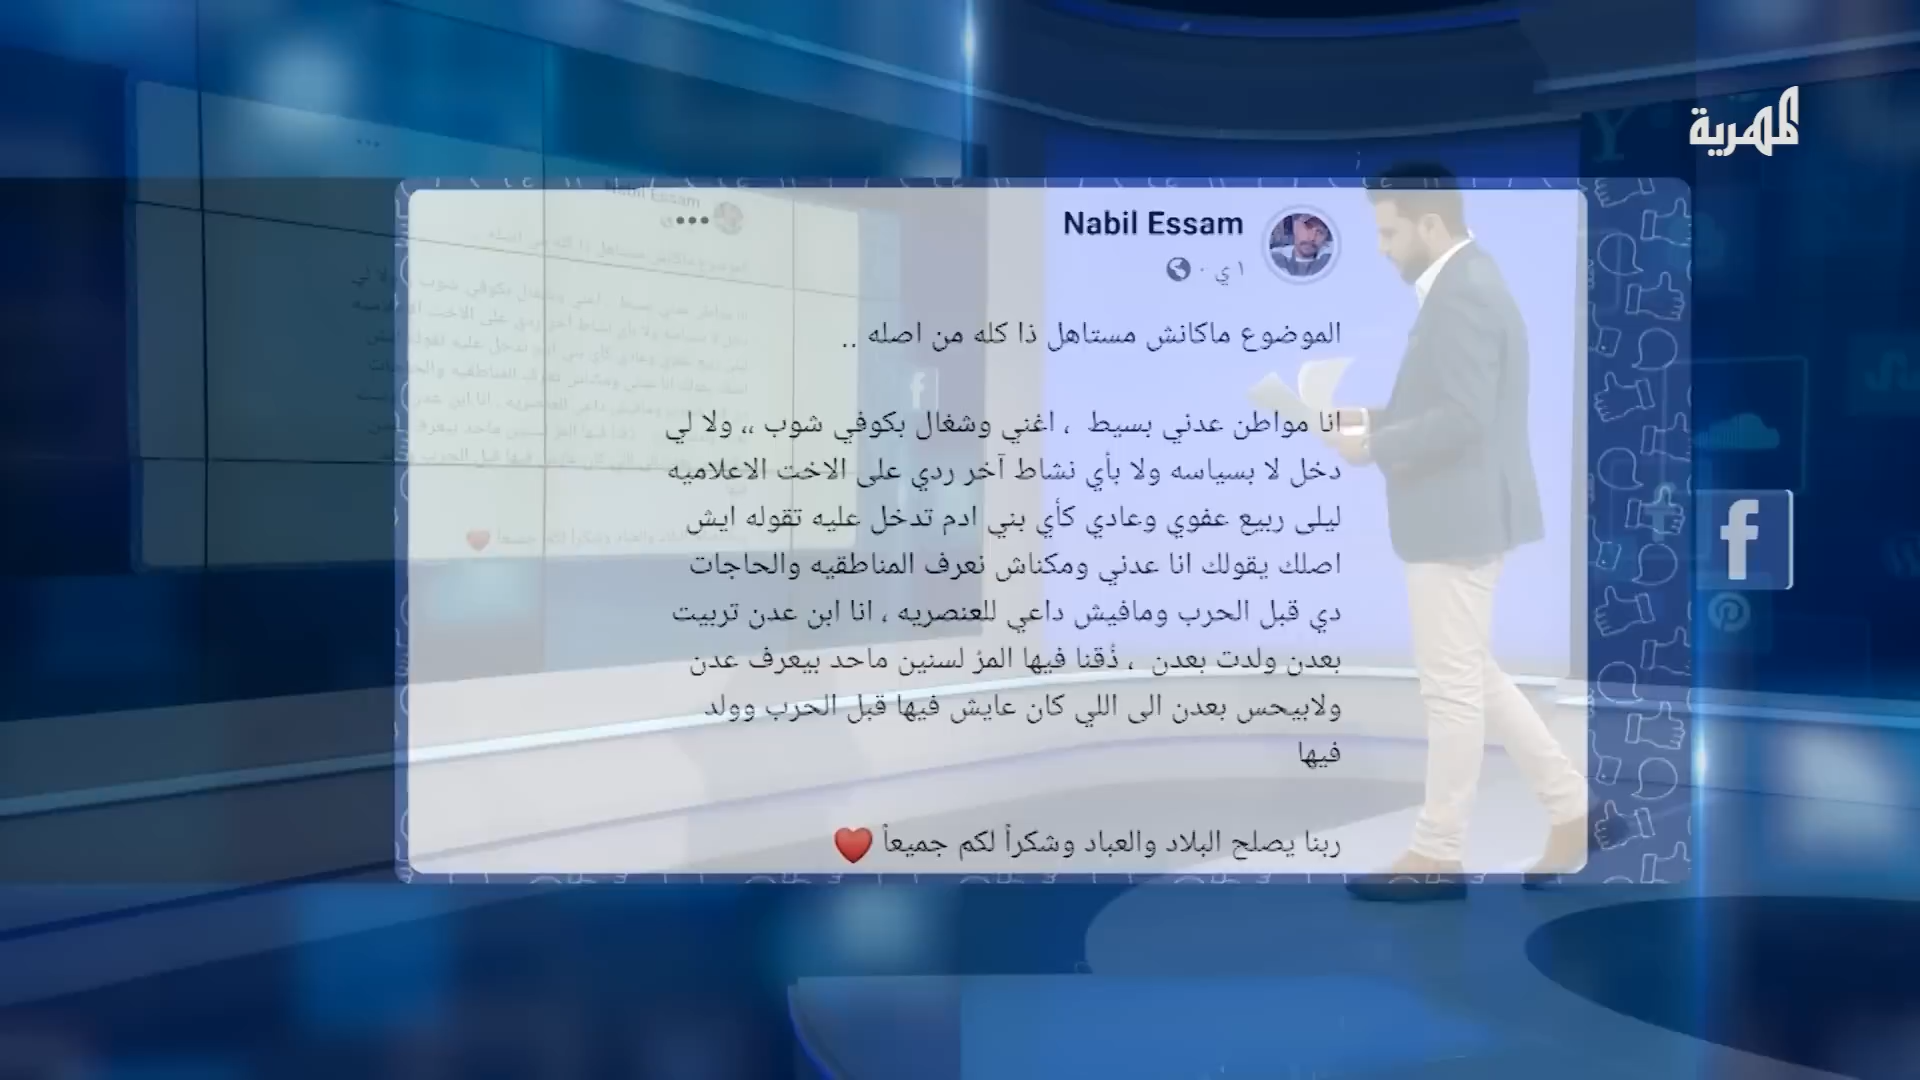 المهرية
Nabil Essam
١ ي ·
الموضوع ماكانش مستاهل ذا كله من اصله ..
انا مواطن عدني بسيط ، اغني وشغال بكوفي شوب ،، ولا لي
دخل لا بسياسه ولا بأي نشاط آخر ردي على الاخت الاعلاميه
ليلى ربيع عفوي وعادي كأي بني ادم تدخل عليه تقوله ايش
اصلك يقولك انا عدني ومكناش نعرف المناطقيه والحاجات
دي قبل الحرب ومافيش داعي للعنصريه ، انا ابن عدن تربيت
بعدن ولدت بعدن ، ذُقنا فيها المرْ لسنين ماحد بيعرف عدن
ولابيحس بعدن الى اللي كان عايش فيها قبل الحرب وولد
فيها
ربنا يصلح البلاد والعباد وشكراً لكم جميعاً ❤